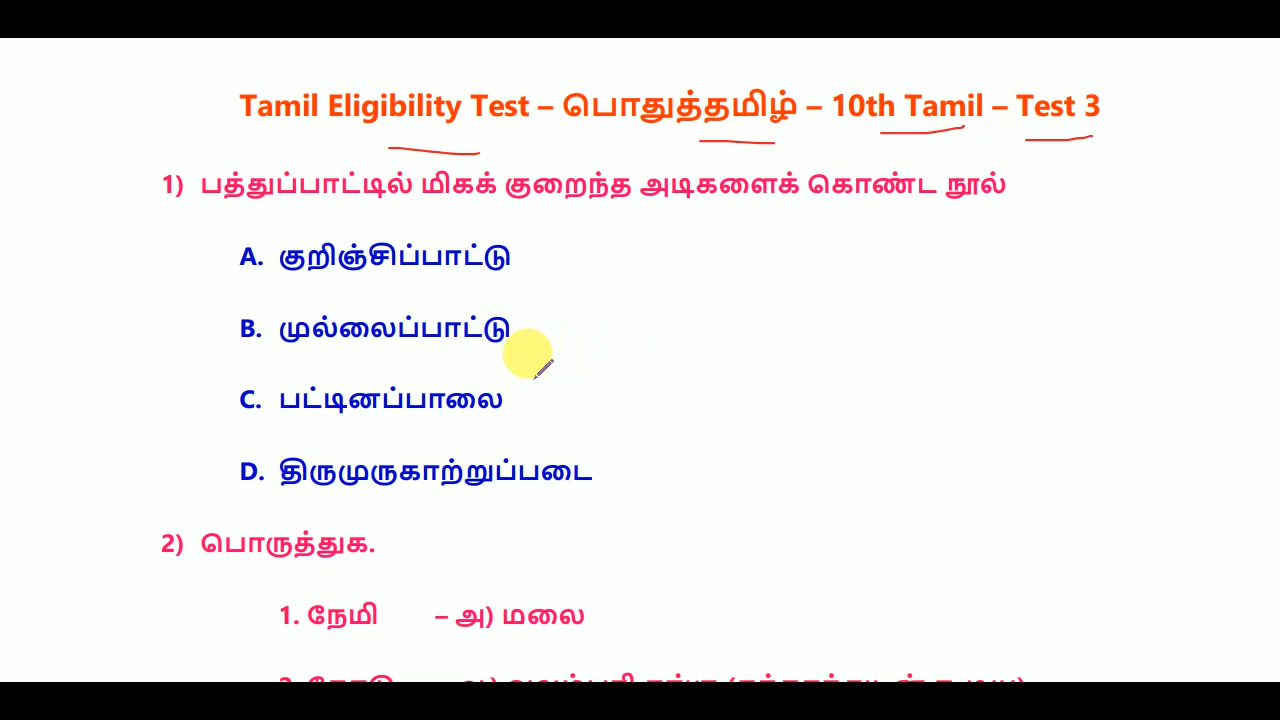 Tamil Eligibility Test – பொதுத்தமிழ் – 10th Tamil – Test 3
1) பத்துப்பாட்டில் மிகக் குறைந்த அடிகளைக் கொண்ட நூல்
A. குறிஞ்சிப்பாட்டு
B. முல்லைப்பாட்டு
C. பட்டினப்பாலை
D. திருமுருகாற்றுப்படை
2) பொருத்துக.
1. நேமி – அ) மலை